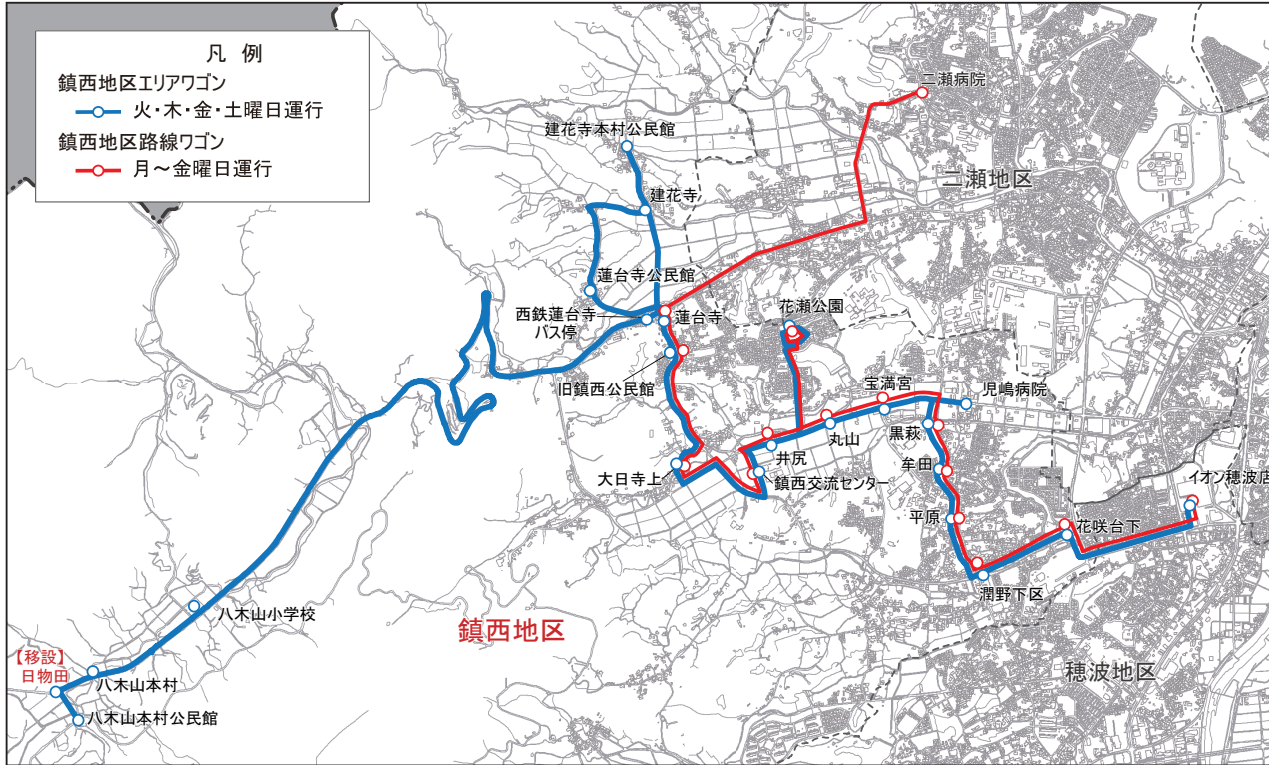 凡 例
鎮西地区エリアワゴン
火・木・金・土曜日運行
鎮西地区路線ワゴン
月～金曜日運行
二瀬病院
建花寺本村公民館
二瀬地区
建花寺
蓮台寺公民館
西鉄蓮台寺
バス停
蓮台寺
花瀬公園
旧鎮西公民館
宝満宮
児嶋病院
丸山
黒萩
井尻
牟田
大日寺上
鎮西交流センター
イオン穂波店
平原
花咲台下
潤野下区
八木山小学校
鎮西地区
【移設】
日物田
八木山本村
穂波地区
八木山本村公民館